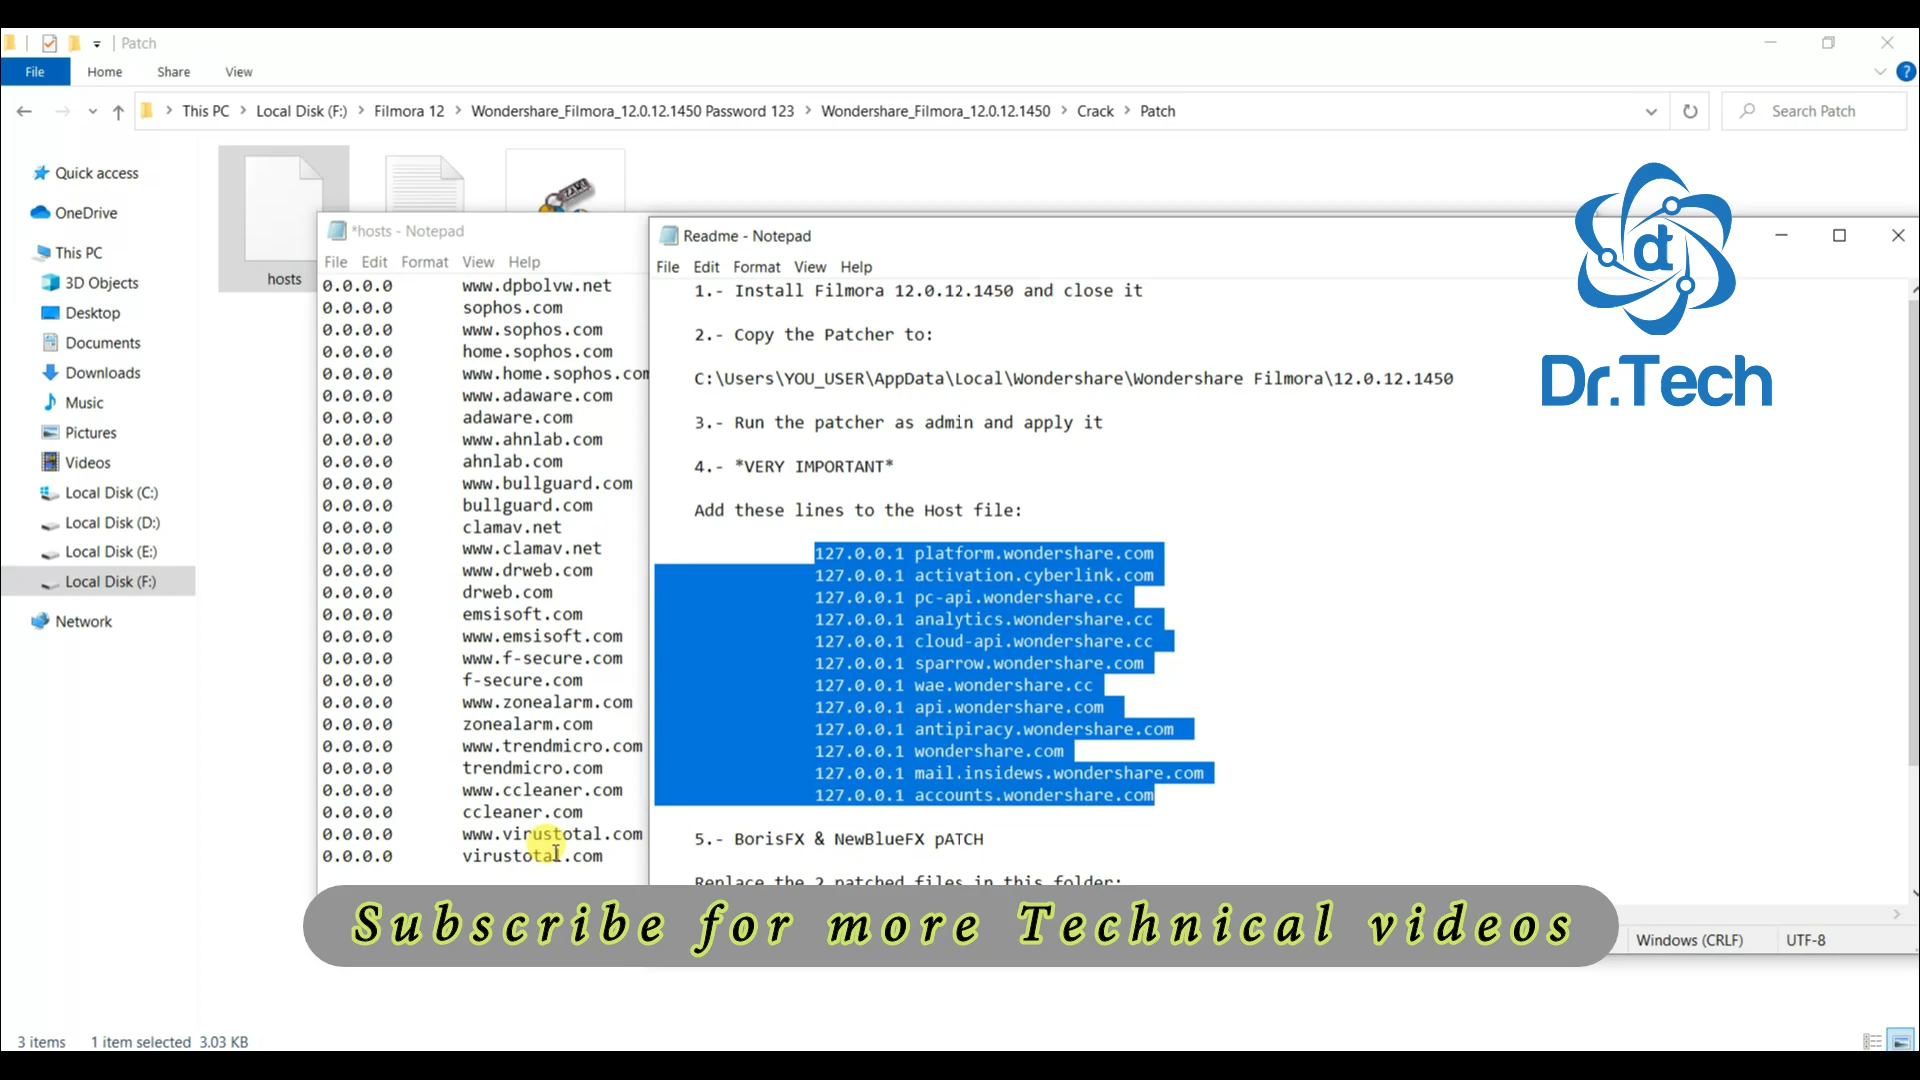 Patch
File Home Share View
This PC Local Disk (F:) Filmora 12 Wondershare_Filmora_12.0.12.1450 Password 123 Wondershare_Filmora_12.0.12.1450 Crack Patch
Search Patch
Quick access
OneDrive
This PC
3D Objects
Desktop
Documents
Downloads
Music
Pictures
Videos
Local Disk (C:)
Local Disk (D:)
Local Disk (E:)
Local Disk (F:)
Network
hosts
*hosts - Notepad
File Edit Format View Help
0.0.0.0 www.dpbolvw.net
0.0.0.0 sophos.com
0.0.0.0 www.sophos.com
0.0.0.0 home.sophos.com
0.0.0.0 www.home.sophos.com
0.0.0.0 www.adaware.com
0.0.0.0 adaware.com
0.0.0.0 www.ahnlab.com
0.0.0.0 ahnlab.com
0.0.0.0 www.bullguard.com
0.0.0.0 bullguard.com
0.0.0.0 clamav.net
0.0.0.0 www.clamav.net
0.0.0.0 www.drweb.com
0.0.0.0 drweb.com
0.0.0.0 emsisoft.com
0.0.0.0 www.emsisoft.com
0.0.0.0 www.f-secure.com
0.0.0.0 f-secure.com
0.0.0.0 www.zonealarm.com
0.0.0.0 zonealarm.com
0.0.0.0 www.trendmicro.com
0.0.0.0 trendmicro.com
0.0.0.0 www.ccleaner.com
0.0.0.0 ccleaner.com
0.0.0.0 www.virustotal.com
0.0.0.0 virustotal.com
Readme - Notepad
File Edit Format View Help
1.- Install Filmora 12.0.12.1450 and close it
2.- Copy the Patcher to:
C:\Users\YOU_USER\AppData\Local\Wondershare\Wondershare Filmora\12.0.12.1450
3.- Run the patcher as admin and apply it
4.- *VERY IMPORTANT*
Add these lines to the Host file:
127.0.0.1 platform.wondershare.com
127.0.0.1 activation.cyberlink.com
127.0.0.1 pc-api.wondershare.cc
127.0.0.1 analytics.wondershare.cc
127.0.0.1 cloud-api.wondershare.cc
127.0.0.1 sparrow.wondershare.com
127.0.0.1 wae.wondershare.cc
127.0.0.1 api.wondershare.com
127.0.0.1 antipiracy.wondershare.com
127.0.0.1 wondershare.com
127.0.0.1 mail.insidews.wondershare.com
127.0.0.1 accounts.wondershare.com
5.- BorisFX & NewBlueFX pATCH
Replace the 2 patched files in this folder:
Windows (CRLF) UTF-8
dt
Dr.Tech
Subscribe for more Technical videos
3 items 1 item selected 3.03 KB